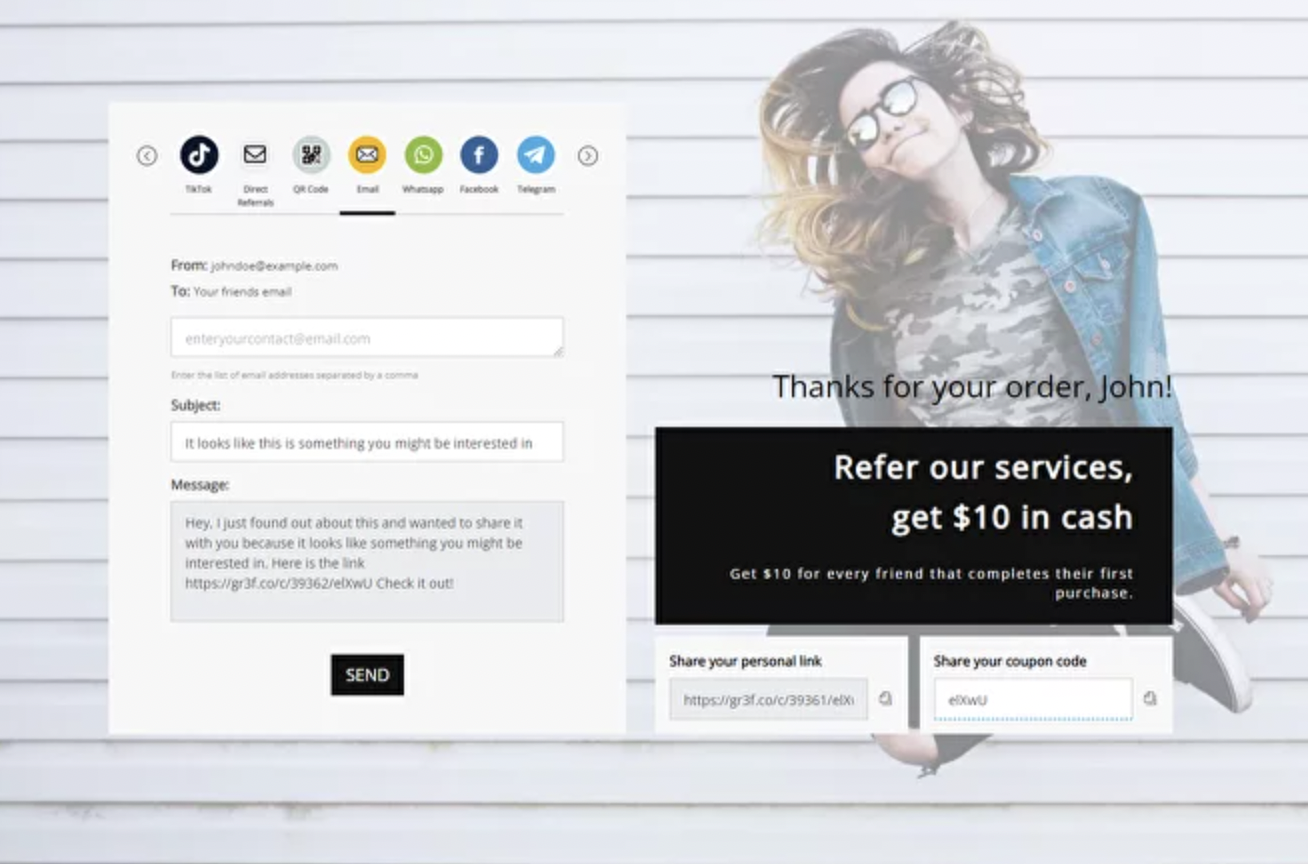 TikTok
Direct
Referrals
QR Code
Email
Whatsapp
Facebook
Telegram
From: johndoe@example.com
To: Your friends email
enteryourcontact@email.com
Enter the list of email addresses separated by a comma
Subject:
It looks like this is something you might be interested in
Message:
Hey, I just found out about this and wanted to share it
with you because it looks like something you might be
interested in. Here is the link
https://gr3f.co/c/39362/elXwU Check it out!
SEND
Thanks for your order, John!
Refer our services,
get $10 in cash
Get $10 for every friend that completes their first
purchase.
Share your personal link
https://gr3f.co/c/39361/elX
Share your coupon code
elXwU